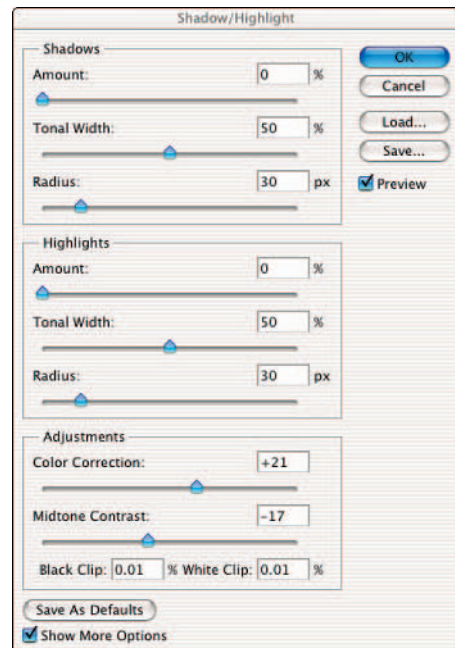 Shadow/Highlight
Shadows
Amount: 0 %
Tonal Width: 50 %
Radius: 30 px
Highlights
Amount: 0 %
Tonal Width: 50 %
Radius: 30 px
Adjustments
Color Correction: +21
Midtone Contrast: -17
Black Clip: 0.01 % White Clip: 0.01 %
Save As Defaults
Show More Options
OK
Cancel
Load...
Save...
Preview